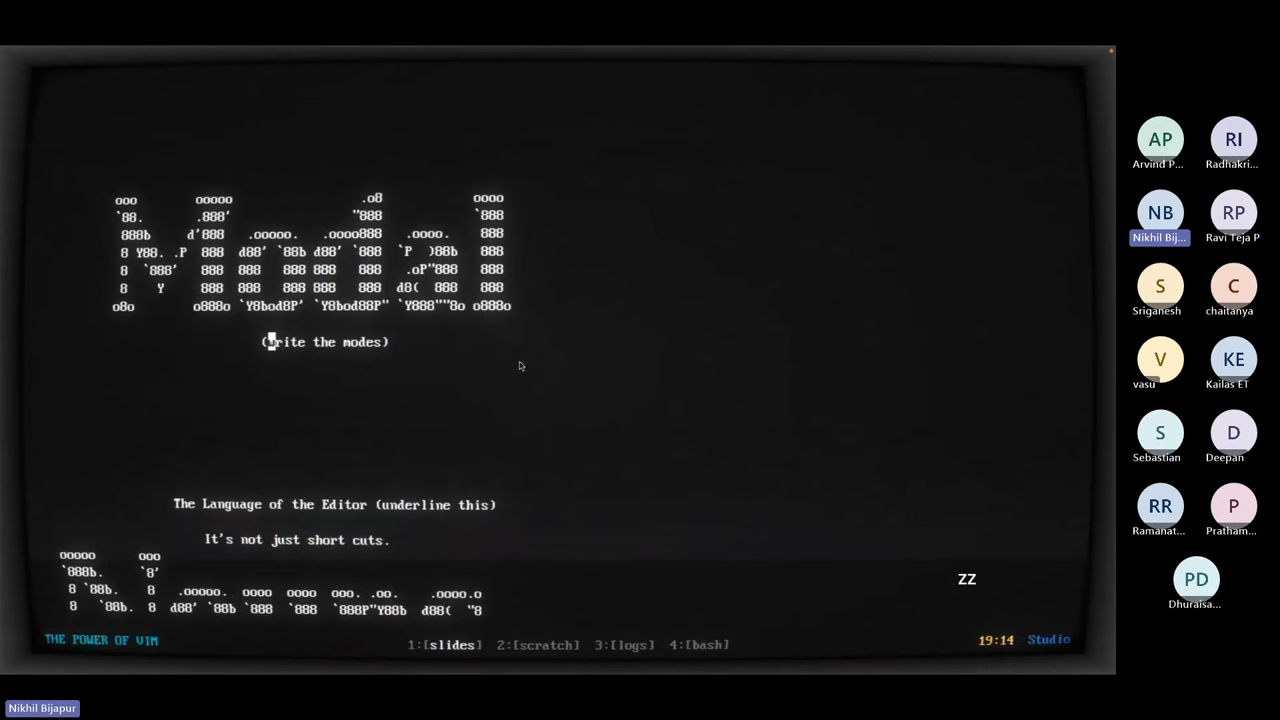 Modal
(write the modes)
The Language of the Editor (underline this)
It's not just short cuts.
Nouns
ZZ
THE POWER OF VIM
1:[slides] 2:[scratch] 3:[logs] 4:[bash]
19:14 Studio
AP
Arvind P...
RI
Radhakri...
NB
Nikhil Bij...
RP
Ravi Teja P
S
Sriganesh
C
chaitanya
V
vasu
KE
Kailas ET
S
Sebastian
D
Deepan
RR
Ramanat...
P
Pratham...
PD
Dhuraisa...
Nikhil Bijapur